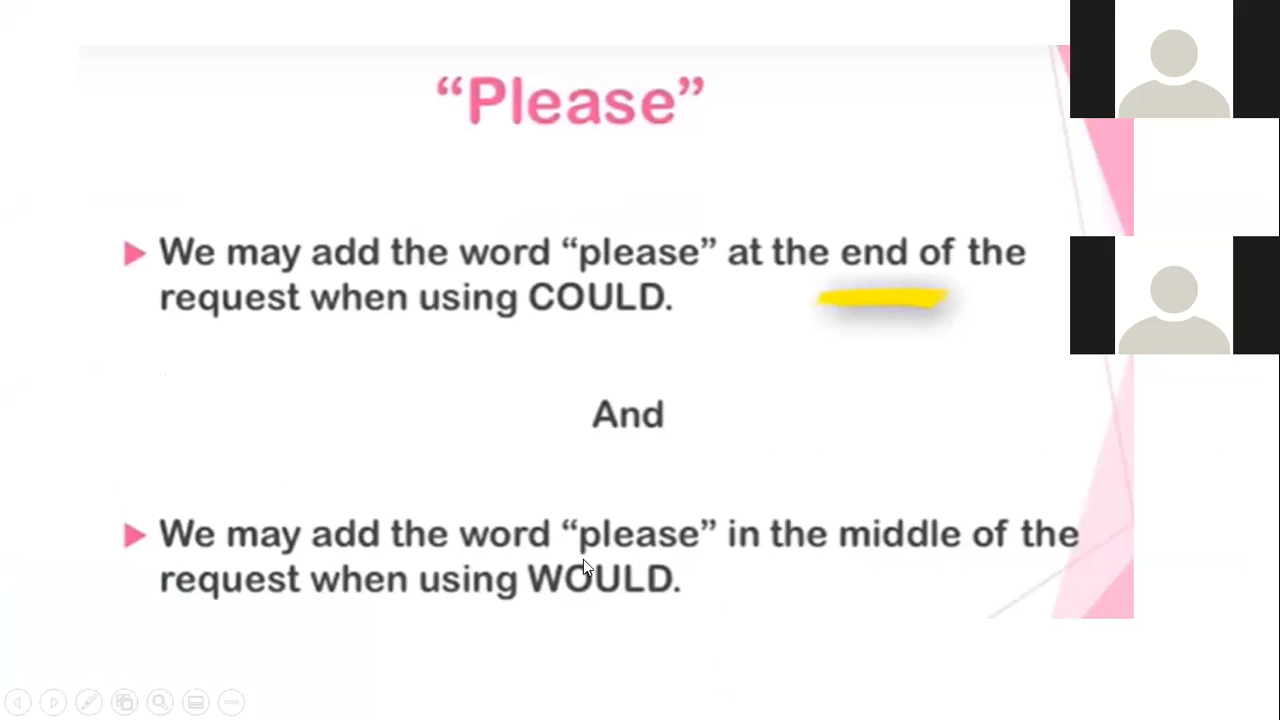 “Please”
We may add the word “please” at the end of the
request when using COULD.
And
We may add the word “please” in the middle of the
request when using WOULD.